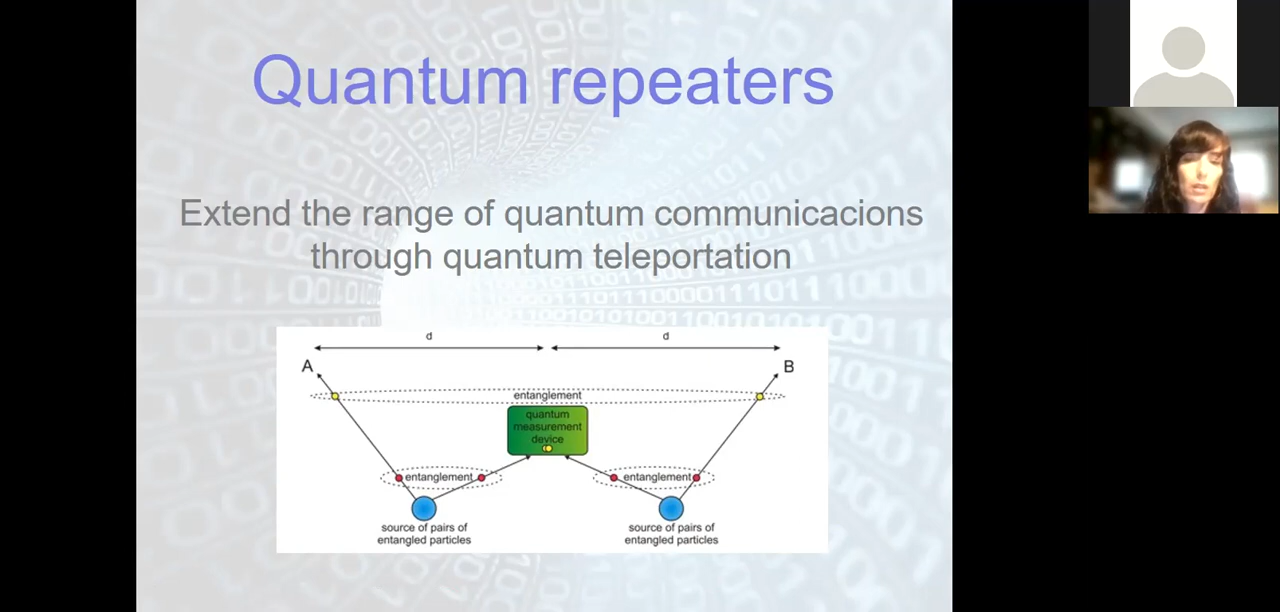 Quantum repeaters
Extend the range of quantum communicacions
through quantum teleportation
d d
A B
entanglement
quantum
measurement
device
entanglement entanglement
source of pairs of
entangled particles
source of pairs of
entangled particles